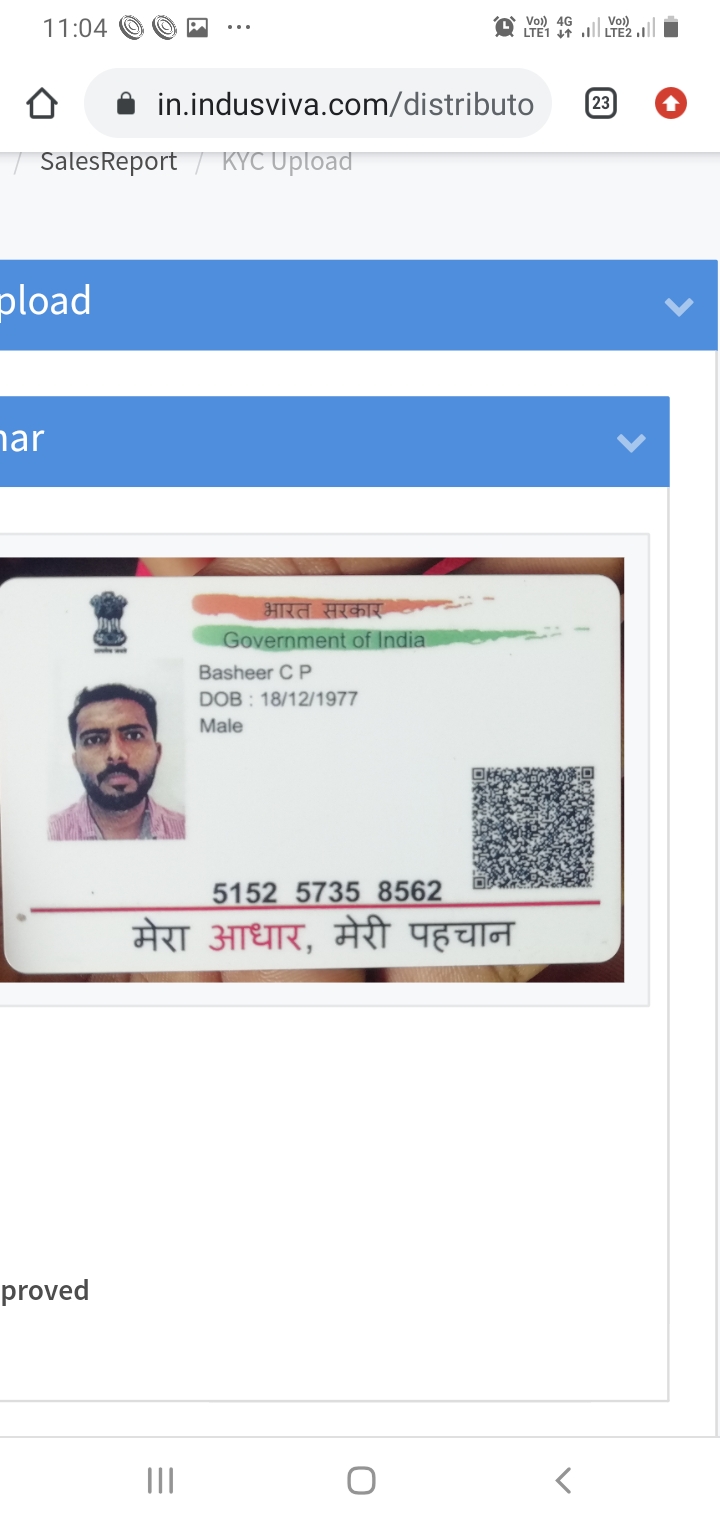 11:04
Vo)) 4G Vo))
LTE1 LTE2
in.indusviva.com/distributo
23
/ SalesReport / KYC Upload
pload
nar
भारत सरकार
Government of India
Basheer C P
DOB : 18/12/1977
Male
5152 5735 8562
मेरा आधार, मेरी पहचान
proved